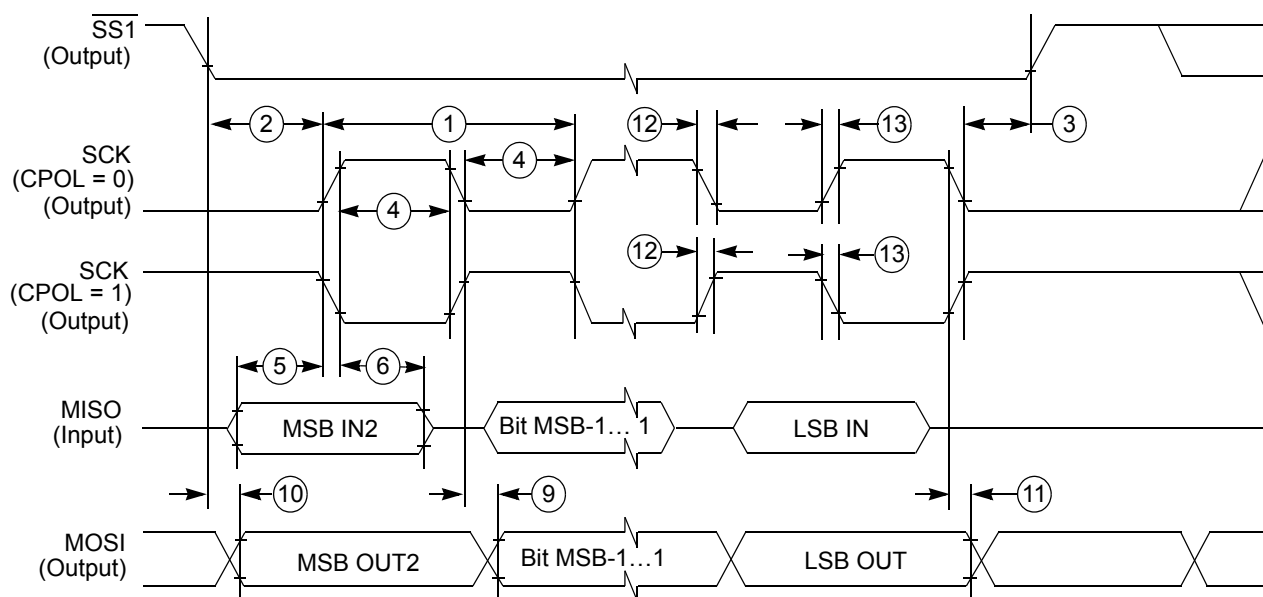 SS1
(Output)
2
1
12
13
3
SCK
(CPOL = 0)
(Output)
4
4
SCK
(CPOL = 1)
(Output)
12
13
5
6
MISO
(Input)
MSB IN2
Bit MSB-1… 1
LSB IN
10
9
11
MOSI
(Output)
MSB OUT2
Bit MSB-1…1
LSB OUT